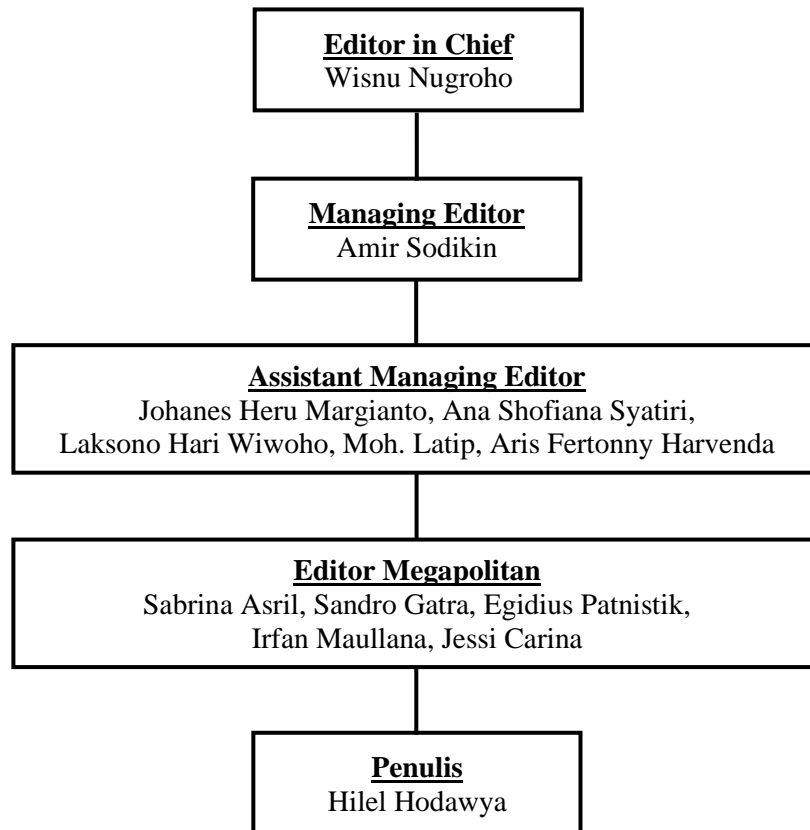 Editor in Chief
Wisnu Nugroho
Managing Editor
Amir Sodikin
Assistant Managing Editor
Johanes Heru Margianto, Ana Shofiana Syatiri,
Laksono Hari Wiwoho, Moh. Latip, Aris Fertonny Harvenda
Editor Megapolitan
Sabrina Asril, Sandro Gatra, Egidius Patnistik,
Irfan Maullana, Jessi Carina
Penulis
Hilel Hodawya